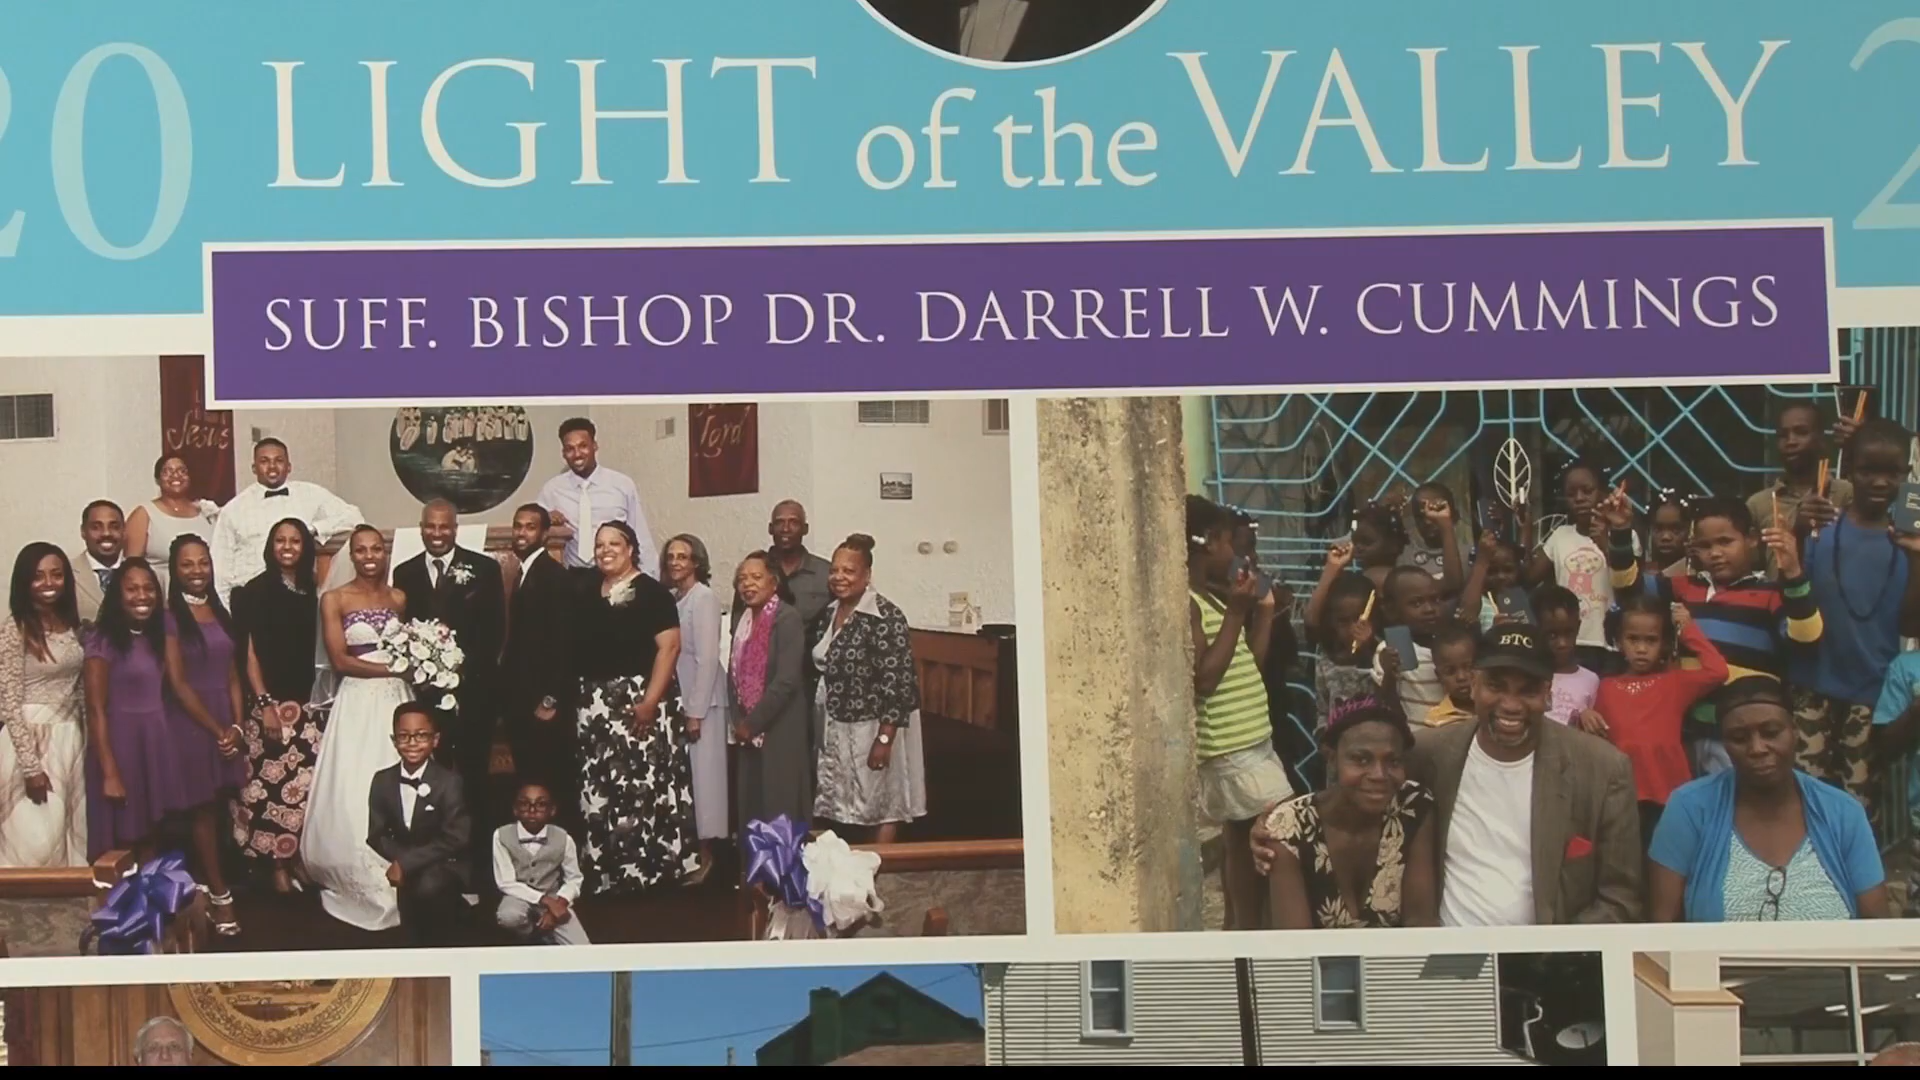 20 LIGHT of the VALLEY 2
SUFF. BISHOP DR. DARRELL W. CUMMINGS
Jesus
Lord
BTC